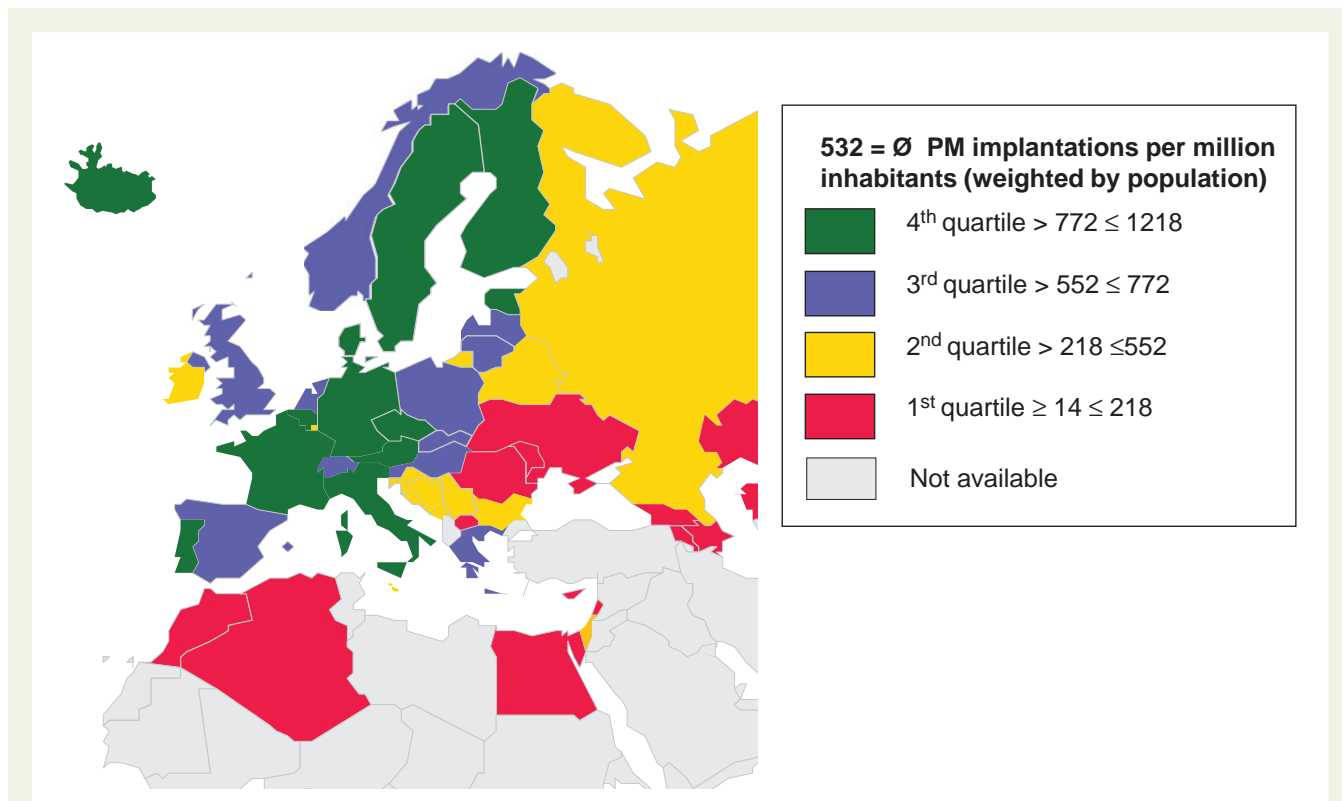 532 = Ø PM implantations per million
inhabitants (weighted by population)
4th quartile > 772 ≤ 1218
3rd quartile > 552 ≤ 772
2nd quartile > 218 ≤552
1st quartile ≥ 14 ≤ 218
Not available